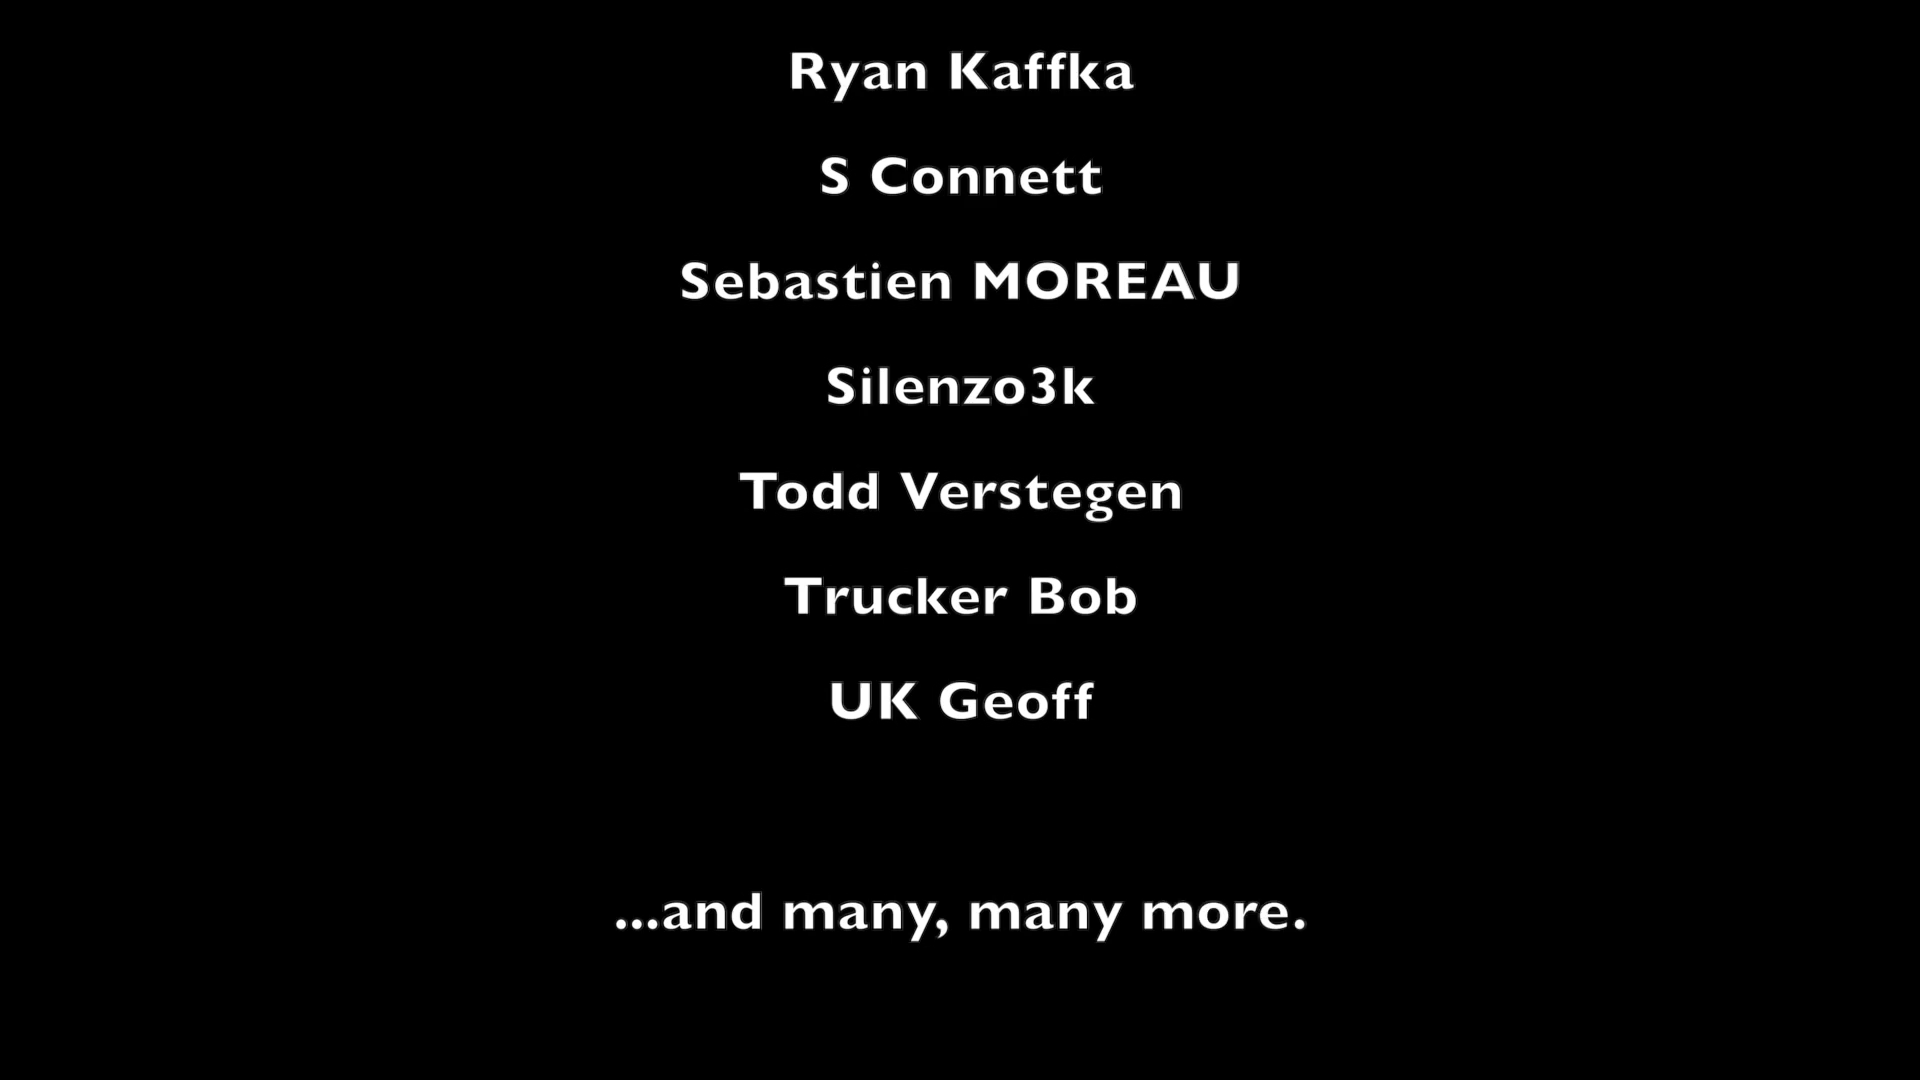 Ryan Kaffka
S Connett
Sebastien MOREAU
Silenzo3k
Todd Verstegen
Trucker Bob
UK Geoff
...and many, many more.